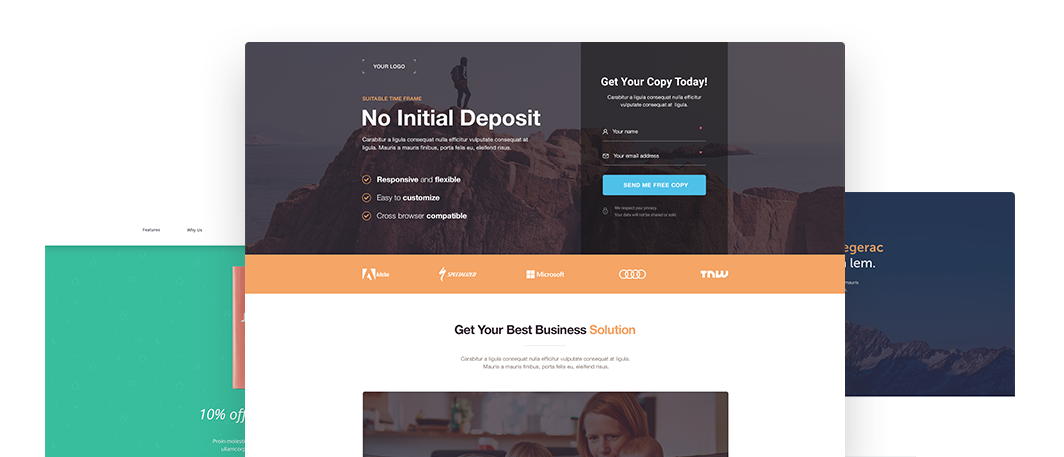 YOUR LOGO
SUITABLE TIME FRAME
No Initial Deposit
Carabitur a ligula consequat nulla efficitur vulputate consequat at
ligula. Mauris a mauris finibus, porta felis eu, eleifend risus.
Responsive and flexible
Easy to customize
Cross browser compatible
Get Your Copy Today!
Carabitur a ligula consequat nulla efficitur
vulputate consequat at ligula.
Your name *
Your email address *
SEND ME FREE COPY
We respect your privacy.
Your data will not be shared or sold.
SPECIALIZED
Microsoft
TNW
Get Your Best Business Solution
Carabitur a ligula consequat nulla efficitur vulputate consequat at ligula.
Mauris a mauris finibus, porta felis eu, eleifend risus.
Features
Why Us
10% off
Proin molesti
ullamcorp
egerac
lem.
mauris